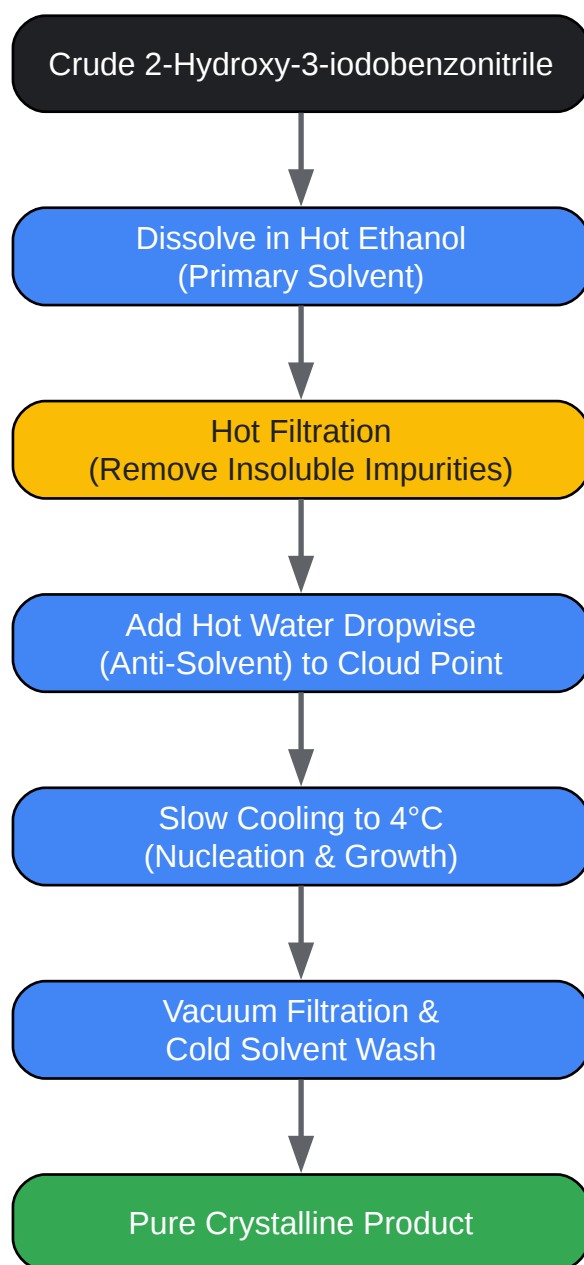 Crude 2-Hydroxy-3-iodobenzonitrile
Dissolve in Hot Ethanol
(Primary Solvent)
Hot Filtration
(Remove Insoluble Impurities)
Add Hot Water Dropwise
(Anti-Solvent) to Cloud Point
Slow Cooling to 4°C
(Nucleation & Growth)
Vacuum Filtration &
Cold Solvent Wash
Pure Crystalline Product